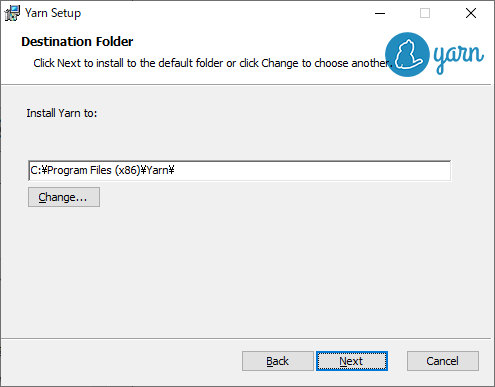 Yarn Setup
Destination Folder
Click Next to install to the default folder or click Change to choose another.
yarn
Install Yarn to:
C:¥Program Files (x86)¥Yarn¥
Change...
Back
Next
Cancel